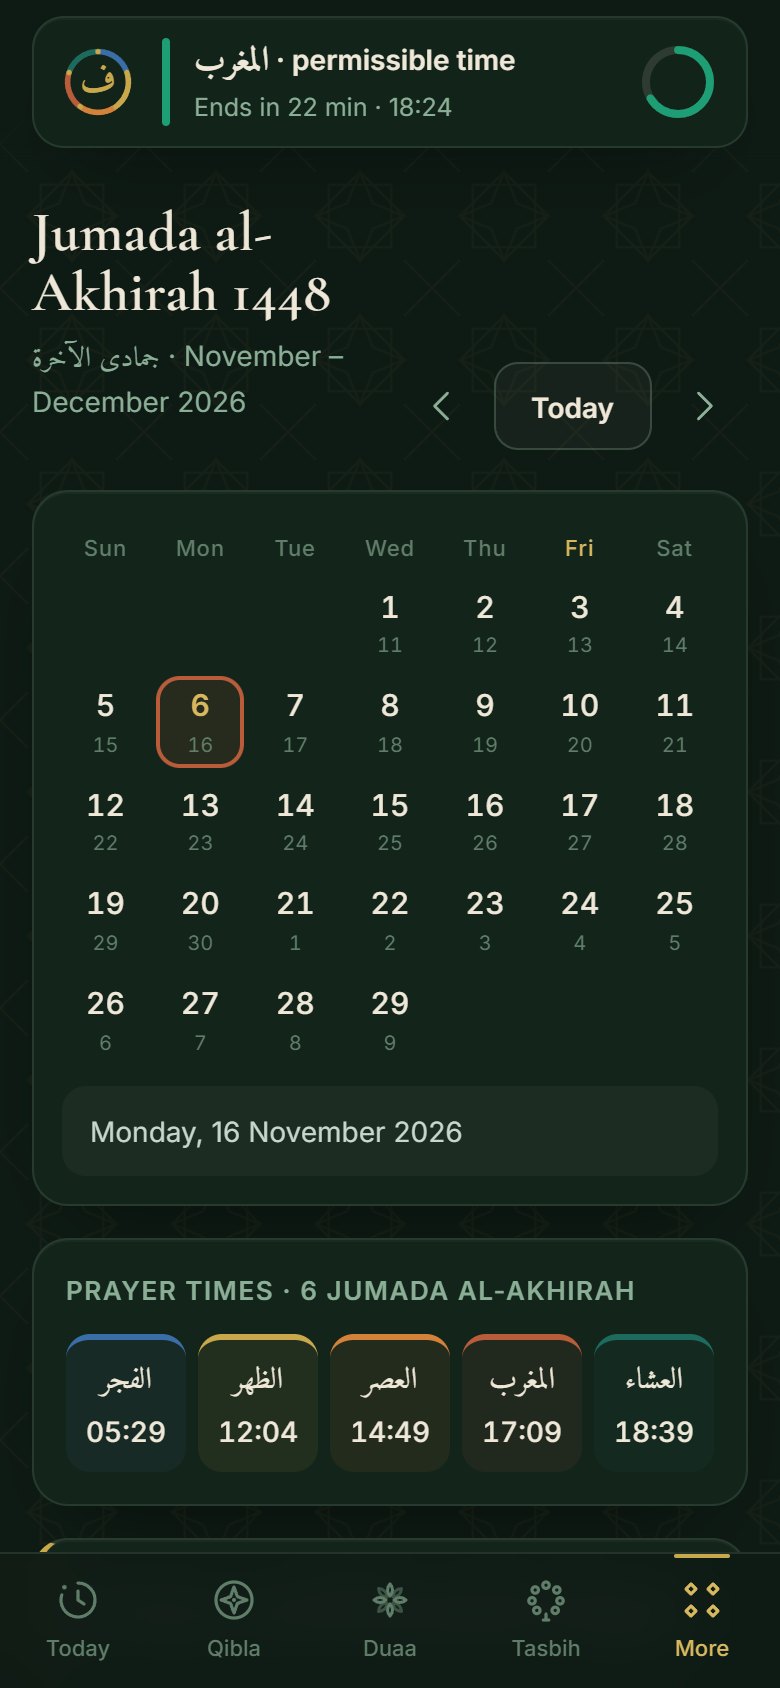 ف
المغرب · permissible time
Ends in 22 min · 18:24
Jumada al-
Akhirah 1448
جمادى الآخرة · November –
December 2026
Today
Sun Mon Tue Wed Thu Fri Sat
1 2 3 4
11 12 13 14
5 6 7 8 9 10 11
15 16 17 18 19 20 21
12 13 14 15 16 17 18
22 23 24 25 26 27 28
19 20 21 22 23 24 25
29 30 1 2 3 4 5
26 27 28 29
6 7 8 9
Monday, 16 November 2026
PRAYER TIMES · 6 JUMADA AL-AKHIRAH
الفجر الظهر العصر المغرب العشاء
05:29 12:04 14:49 17:09 18:39
Today Qibla Duaa Tasbih More